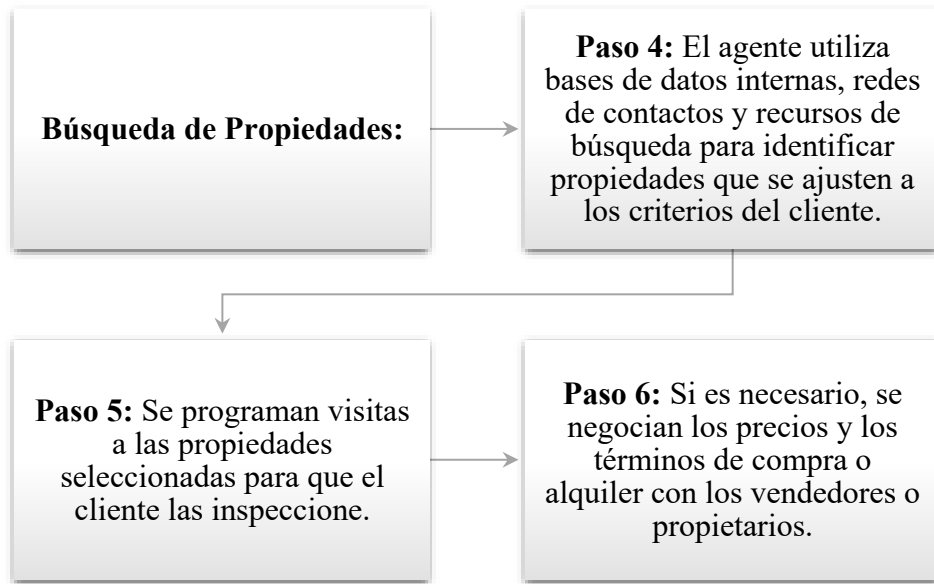 Búsqueda de Propiedades:
Paso 4: El agente utiliza
bases de datos internas, redes
de contactos y recursos de
búsqueda para identificar
propiedades que se ajusten a
los criterios del cliente.
Paso 5: Se programan visitas
a las propiedades
seleccionadas para que el
cliente las inspeccione.
Paso 6: Si es necesario, se
negocian los precios y los
términos de compra o
alquiler con los vendedores o
propietarios.